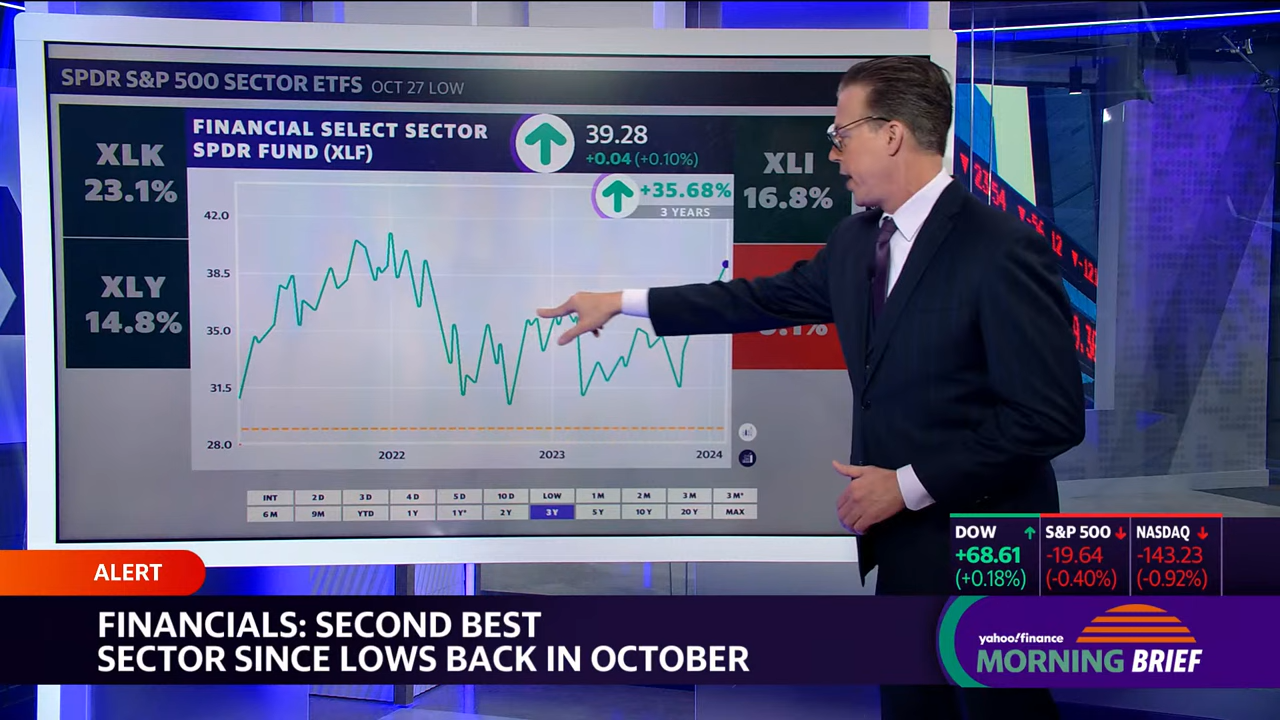 SPDR S&P 500 SECTOR ETFS OCT 27 LOW
XLK
23.1%
XLY
14.8%
FINANCIAL SELECT SECTOR
SPDR FUND (XLF)
39.28
+0.04 (+0.10%)
+35.68%
3 YEARS
XLI
16.8%
42.0
38.5
35.0
31.5
28.0
2022
2023
2024
INT 2 D 3 D 4 D 5 D 10 D LOW 1 M 2 M 3 M 3 M*
6 M 9M YTD 1 Y 1 Y* 2 Y 3 Y 5 Y 10 Y 20 Y MAX
ALERT
FINANCIALS: SECOND BEST
SECTOR SINCE LOWS BACK IN OCTOBER
DOW
+68.61
(+0.18%)
S&P 500
-19.64
(-0.40%)
NASDAQ
-143.23
(-0.92%)
yahoo!finance
MORNING BRIEF